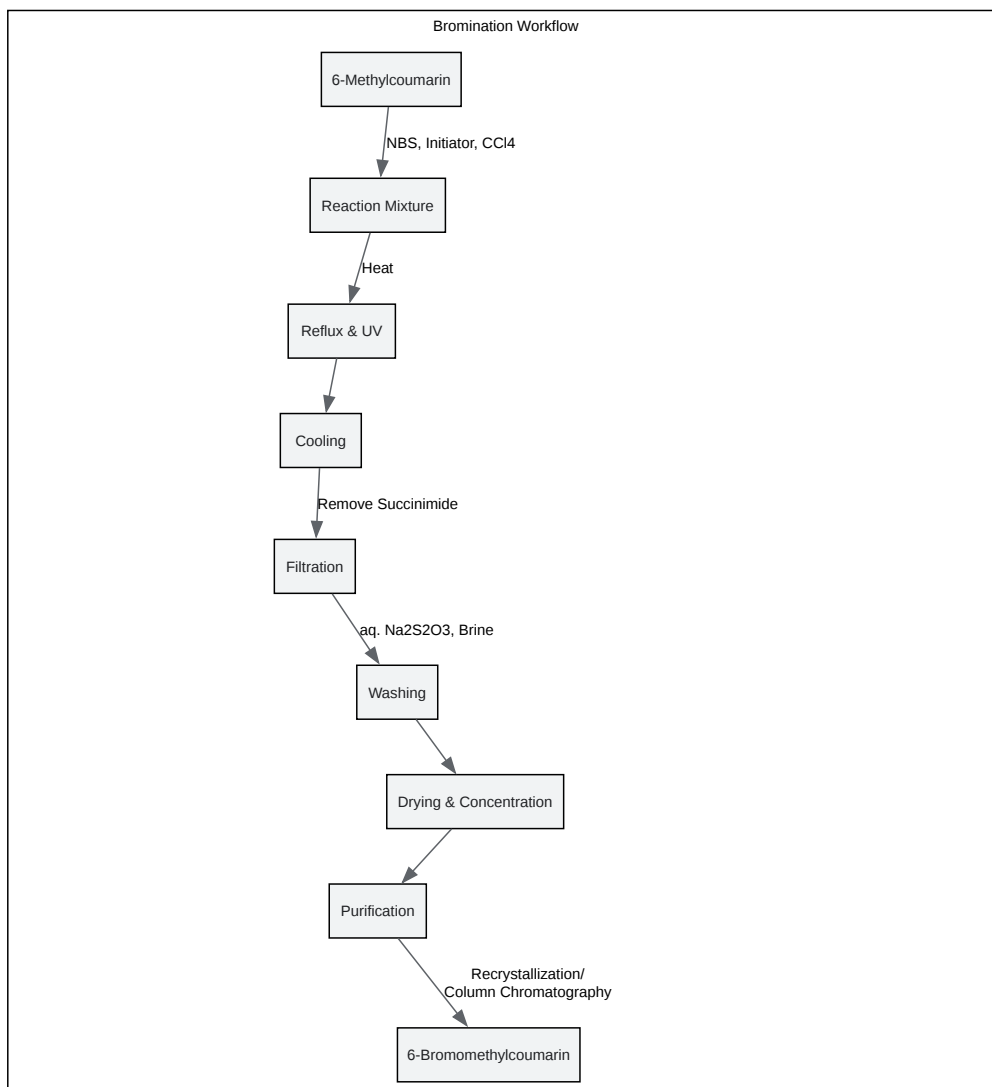 Bromination Workflow
6-Methylcoumarin
NBS, Initiator, CCl4
Reaction Mixture
Heat
Reflux & UV
Cooling
Remove Succinimide
Filtration
aq. Na2S2O3, Brine
Washing
Drying & Concentration
Purification
Recrystallization/
Column Chromatography
6-Bromomethylcoumarin